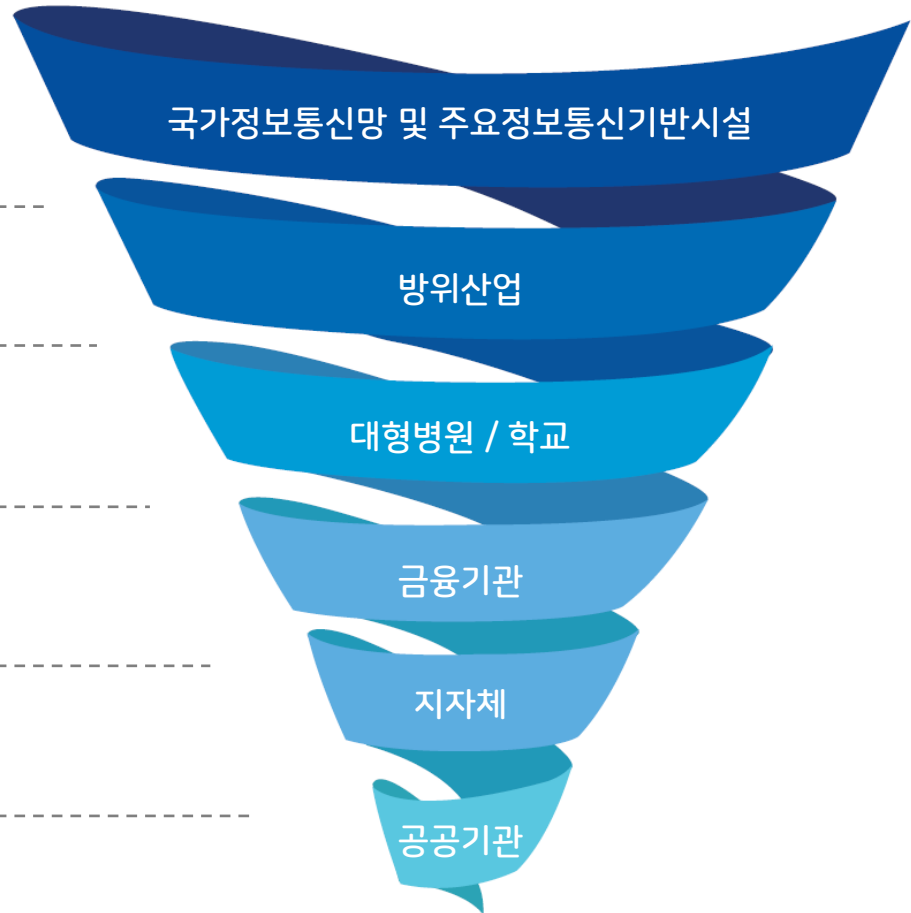 국가정보통신망 및 주요정보통신기반시설
방위산업
대형병원 / 학교
금융기관
지자체
공공기관